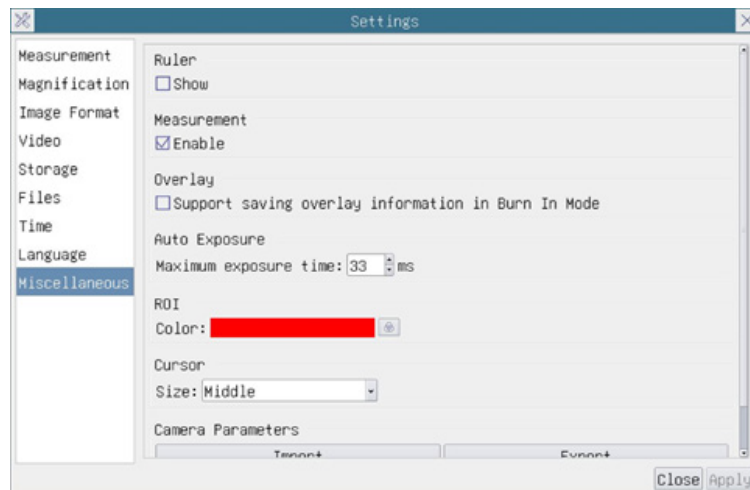 Settings
Measurement
Magnification
Image Format
Video
Storage
Files
Time
Language
Miscellaneous
Ruler
Show
Measurement
Enable
Overlay
Support saving overlay information in Burn In Mode
Auto Exposure
Maximum exposure time: 33 ms
ROI
Color:
Cursor
Size: Middle
Camera Parameters
Import Export
Close Apply